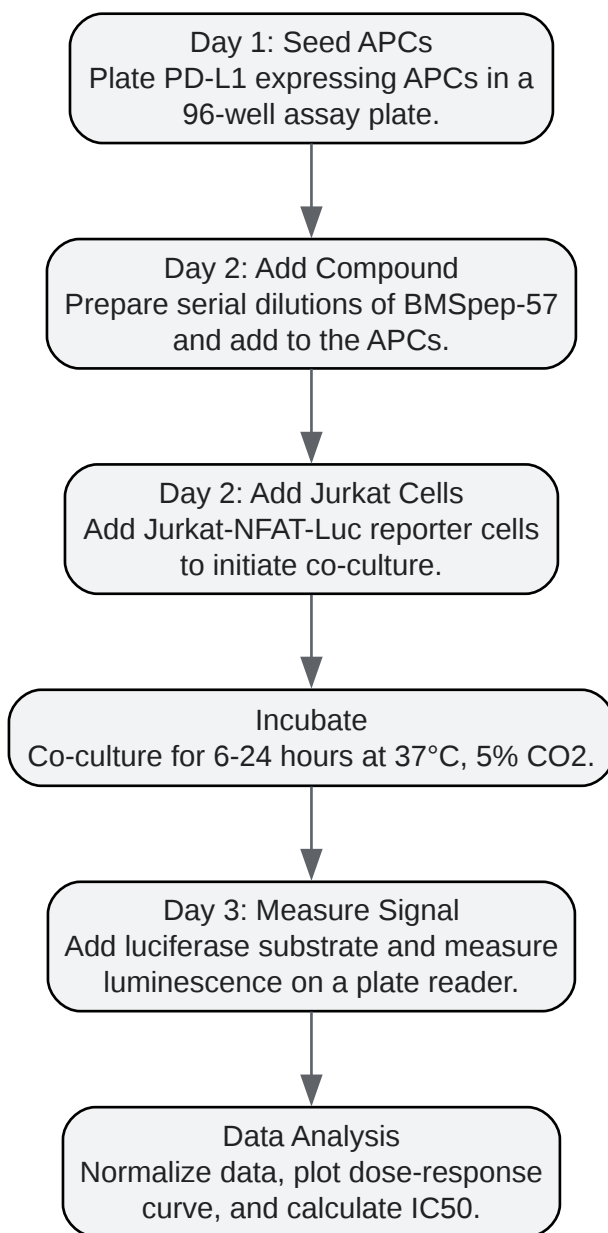 Day 1: Seed APCs
Plate PD-L1 expressing APCs in a
96-well assay plate.
Day 2: Add Compound
Prepare serial dilutions of BMSpep-57
and add to the APCs.
Day 2: Add Jurkat Cells
Add Jurkat-NFAT-Luc reporter cells
to initiate co-culture.
Incubate
Co-culture for 6-24 hours at 37°C, 5% CO2.
Day 3: Measure Signal
Add luciferase substrate and measure
luminescence on a plate reader.
Data Analysis
Normalize data, plot dose-response
curve, and calculate IC50.